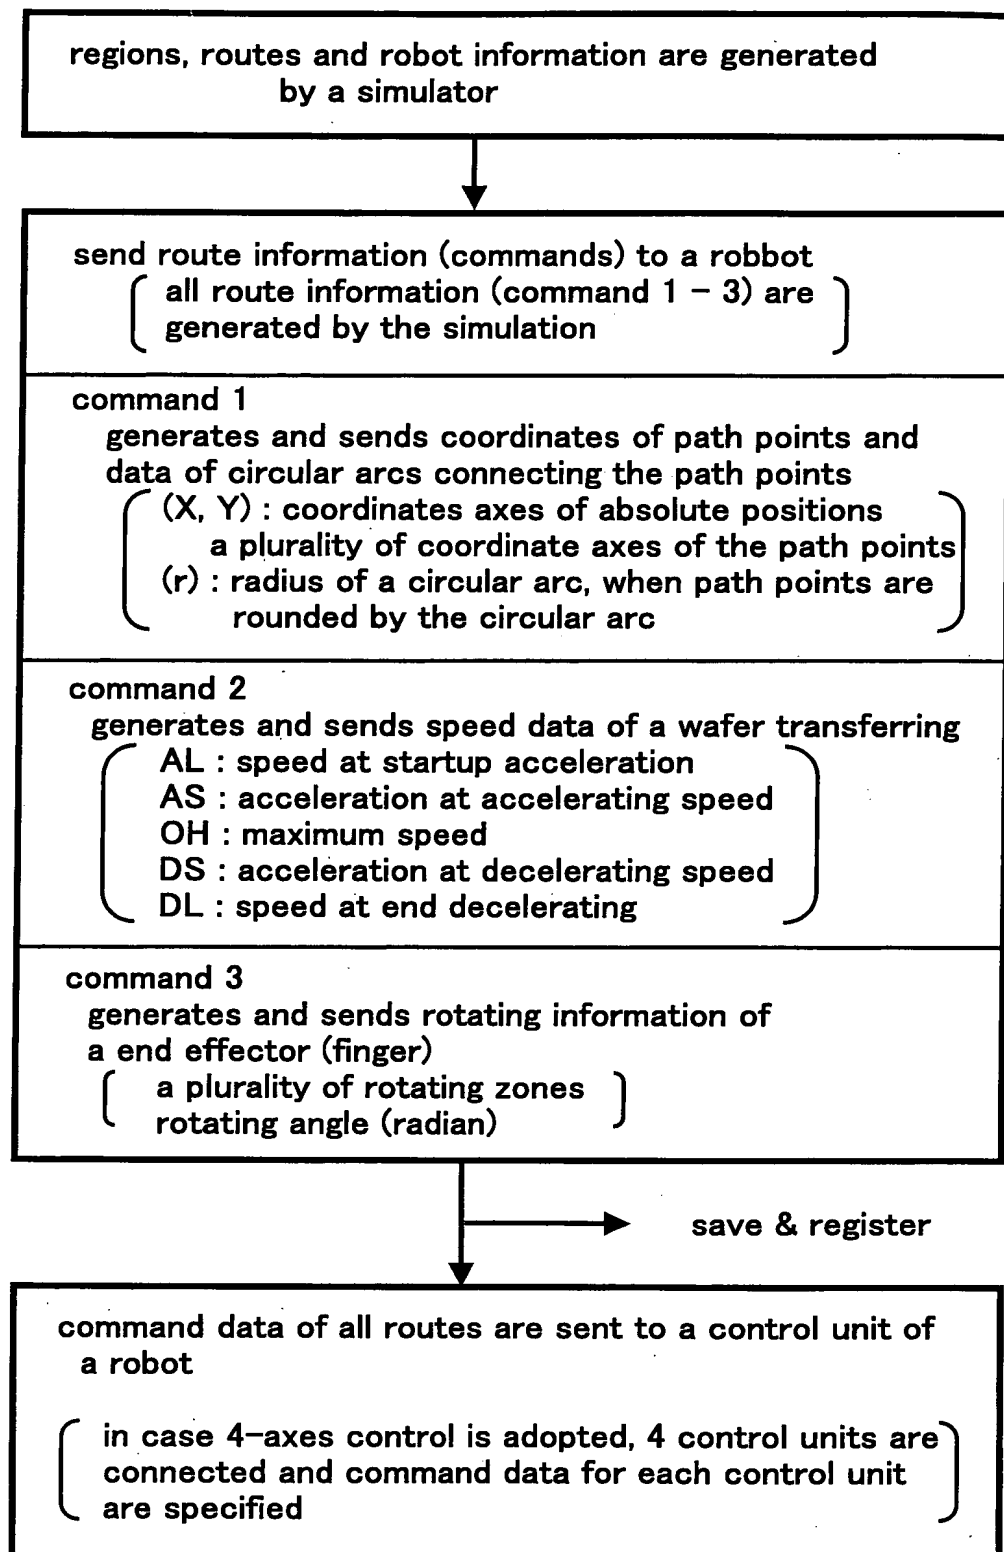 regions, routes and robot information are generated
by a simulator
send route information (commands) to a robbot
all route information (command 1 - 3) are
generated by the simulation
command 1
generates and sends coordinates of path points and
data of circular arcs connecting the path points
(X, Y) : coordinates axes of absolute positions
a plurality of coordinate axes of the path points
(r) : radius of a circular arc, when path points are
rounded by the circular arc
command 2
generates and sends speed data of a wafer transferring
AL : speed at startup acceleration
AS : acceleration at accelerating speed
OH : maximum speed
DS : acceleration at decelerating speed
DL : speed at end decelerating
command 3
generates and sends rotating information of
a end effector (finger)
a plurality of rotating zones
rotating angle (radian)
save & register
command data of all routes are sent to a control unit of
a robot
in case 4-axes control is adopted, 4 control units are
connected and command data for each control unit
are specified